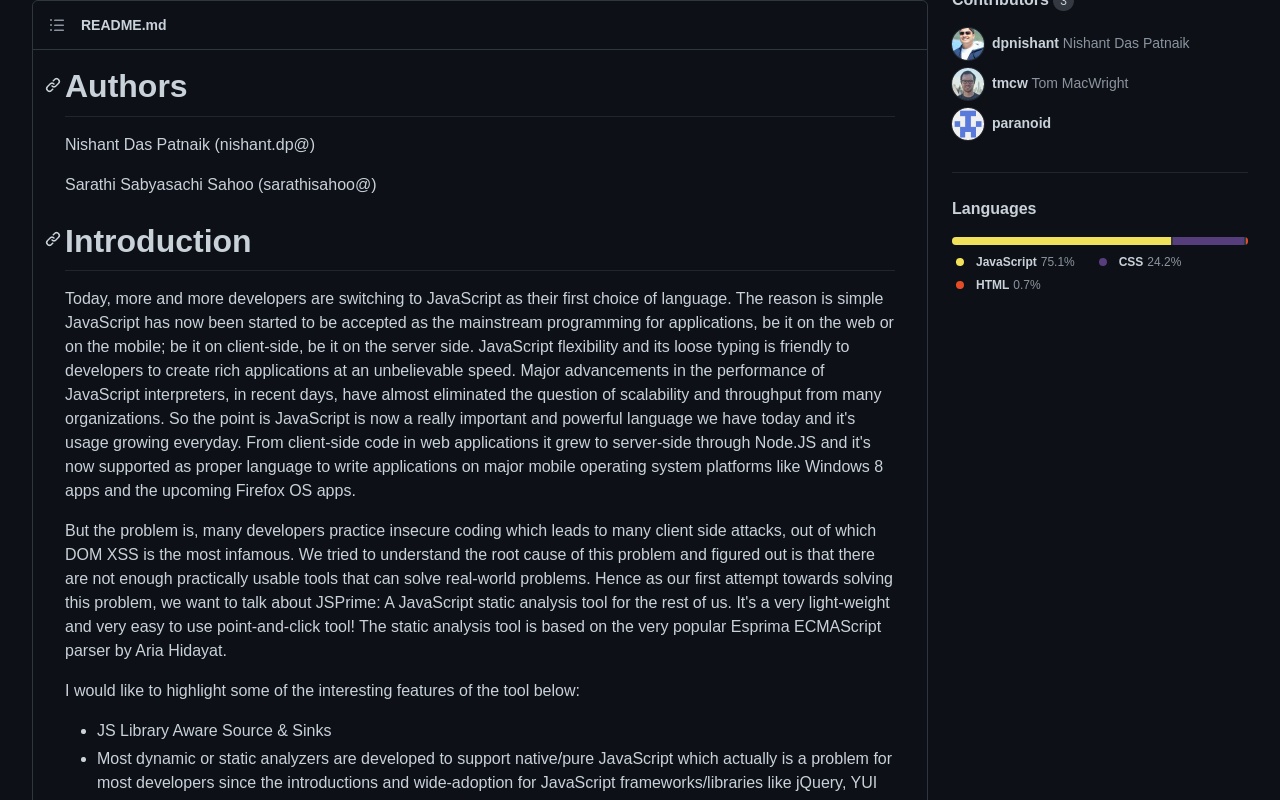 README.md
Authors
Nishant Das Patnaik (nishant.dp@)
Sarathi Sabyasachi Sahoo (sarathisahoo@)
Introduction
Today, more and more developers are switching to JavaScript as their first choice of language. The reason is simple
JavaScript has now been started to be accepted as the mainstream programming for applications, be it on the web or
on the mobile; be it on client-side, be it on the server side. JavaScript flexibility and its loose typing is friendly to
developers to create rich applications at an unbelievable speed. Major advancements in the performance of
JavaScript interpreters, in recent days, have almost eliminated the question of scalability and throughput from many
organizations. So the point is JavaScript is now a really important and powerful language we have today and it's
usage growing everyday. From client-side code in web applications it grew to server-side through Node.JS and it's
now supported as proper language to write applications on major mobile operating system platforms like Windows 8
apps and the upcoming Firefox OS apps.
But the problem is, many developers practice insecure coding which leads to many client side attacks, out of which
DOM XSS is the most infamous. We tried to understand the root cause of this problem and figured out is that there
are not enough practically usable tools that can solve real-world problems. Hence as our first attempt towards solving
this problem, we want to talk about JSPrime: A JavaScript static analysis tool for the rest of us. It's a very light-weight
and very easy to use point-and-click tool! The static analysis tool is based on the very popular Esprima ECMAScript
parser by Aria Hidayat.
I would like to highlight some of the interesting features of the tool below:
JS Library Aware Source & Sinks
Most dynamic or static analyzers are developed to support native/pure JavaScript which actually is a problem for
most developers since the introductions and wide-adoption for JavaScript frameworks/libraries like jQuery, YUI
Contributors 3
dpnishant Nishant Das Patnaik
tmcw Tom MacWright
paranoid
Languages
JavaScript 75.1% CSS 24.2%
HTML 0.7%